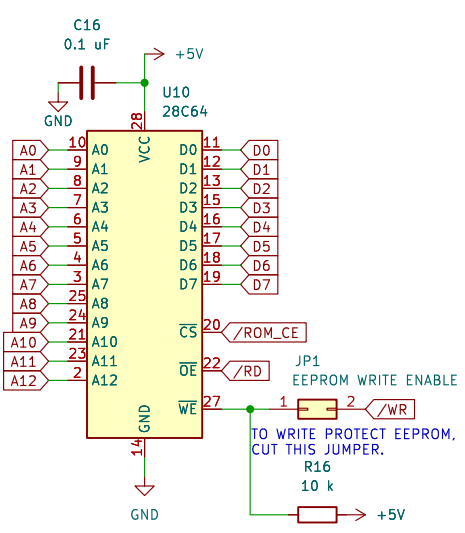 C16
0.1 uF
+5V
GND
U10
28C64
28
VCC
A0 10 A0 D0 11 D0
A1 9 A1 D1 12 D1
A2 8 A2 D2 13 D2
A3 7 A3 D3 15 D3
A4 6 A4 D4 16 D4
A5 5 A5 D5 17 D5
A6 4 A6 D6 18 D6
A7 3 A7 D7 19 D7
A8 25 A8
A9 24 A9
A10 21 A10 CS 20 /ROM_CE
A11 23 A11 OE 22 /RD
A12 2 A12
JP1
EEPROM WRITE ENABLE
WE 27 1 2 /WR
GND
14
TO WRITE PROTECT EEPROM,
CUT THIS JUMPER.
R16
10 k
+5V
GND